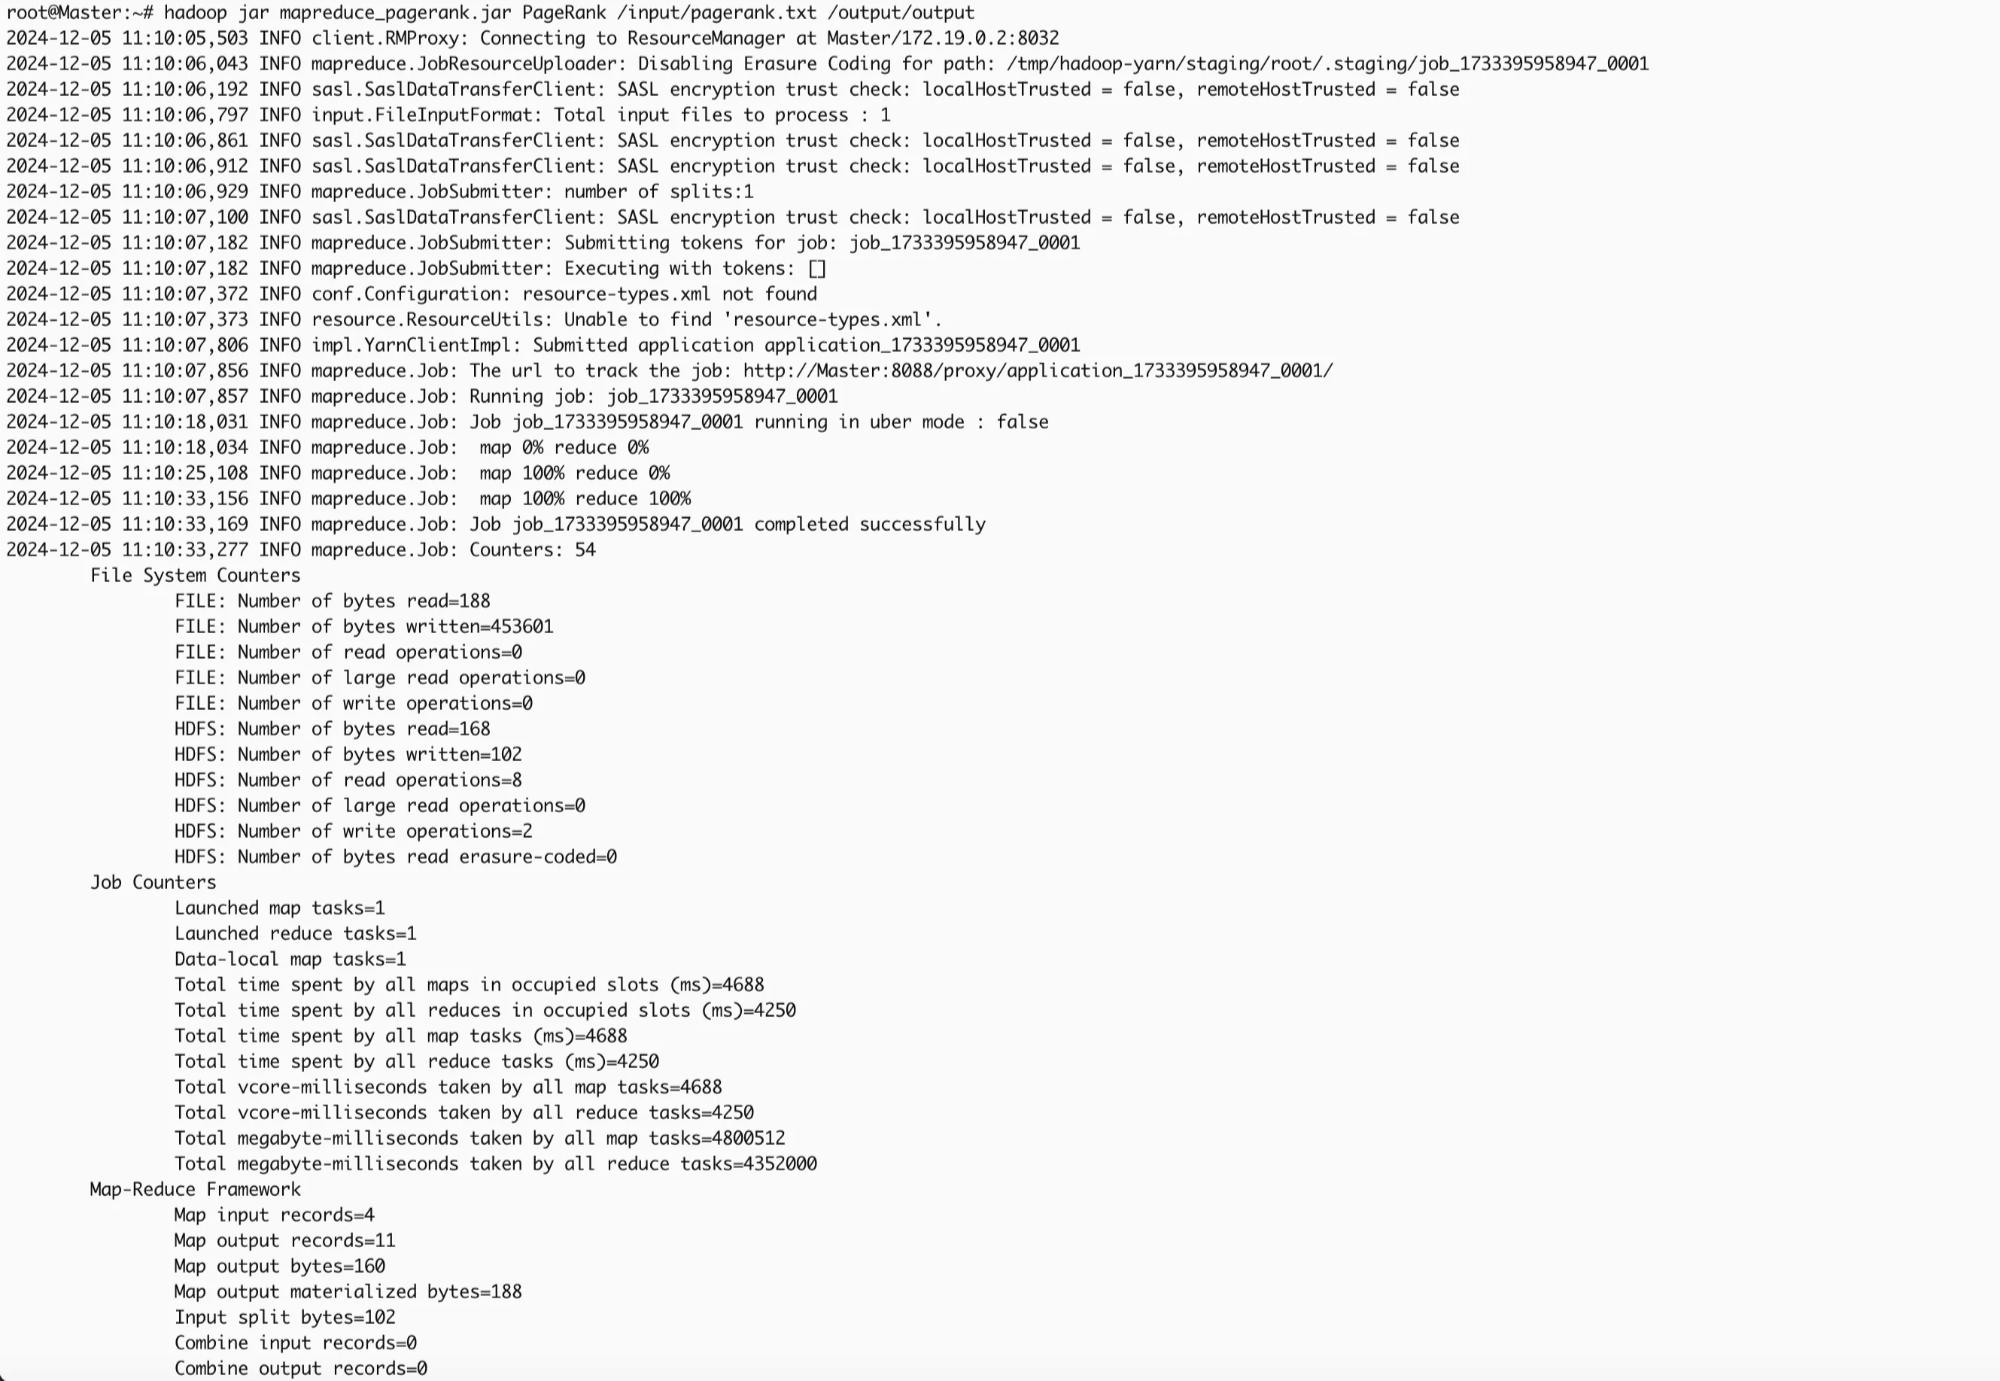 root@Master:~# hadoop jar mapreduce_pagerank.jar PageRank /input/pagerank.txt /output/output
2024-12-05 11:10:05,503 INFO client.RMProxy: Connecting to ResourceManager at Master/172.19.0.2:8032
2024-12-05 11:10:06,043 INFO mapreduce.JobResourceUploader: Disabling Erasure Coding for path: /tmp/hadoop-yarn/staging/root/.staging/job_1733395958947_0001
2024-12-05 11:10:06,192 INFO sasl.SaslDataTransferClient: SASL encryption trust check: localHostTrusted = false, remoteHostTrusted = false
2024-12-05 11:10:06,797 INFO input.FileInputFormat: Total input files to process : 1
2024-12-05 11:10:06,861 INFO sasl.SaslDataTransferClient: SASL encryption trust check: localHostTrusted = false, remoteHostTrusted = false
2024-12-05 11:10:06,912 INFO sasl.SaslDataTransferClient: SASL encryption trust check: localHostTrusted = false, remoteHostTrusted = false
2024-12-05 11:10:06,929 INFO mapreduce.JobSubmitter: number of splits:1
2024-12-05 11:10:07,100 INFO sasl.SaslDataTransferClient: SASL encryption trust check: localHostTrusted = false, remoteHostTrusted = false
2024-12-05 11:10:07,182 INFO mapreduce.JobSubmitter: Submitting tokens for job: job_1733395958947_0001
2024-12-05 11:10:07,182 INFO mapreduce.JobSubmitter: Executing with tokens: []
2024-12-05 11:10:07,372 INFO conf.Configuration: resource-types.xml not found
2024-12-05 11:10:07,373 INFO resource.ResourceUtils: Unable to find 'resource-types.xml'.
2024-12-05 11:10:07,806 INFO impl.YarnClientImpl: Submitted application application_1733395958947_0001
2024-12-05 11:10:07,856 INFO mapreduce.Job: The url to track the job: http://Master:8088/proxy/application_1733395958947_0001/
2024-12-05 11:10:07,857 INFO mapreduce.Job: Running job: job_1733395958947_0001
2024-12-05 11:10:18,031 INFO mapreduce.Job: Job job_1733395958947_0001 running in uber mode : false
2024-12-05 11:10:18,034 INFO mapreduce.Job:  map 0% reduce 0%
2024-12-05 11:10:25,108 INFO mapreduce.Job:  map 100% reduce 0%
2024-12-05 11:10:33,156 INFO mapreduce.Job:  map 100% reduce 100%
2024-12-05 11:10:33,169 INFO mapreduce.Job: Job job_1733395958947_0001 completed successfully
2024-12-05 11:10:33,277 INFO mapreduce.Job: Counters: 54
File System Counters
FILE: Number of bytes read=188
FILE: Number of bytes written=453601
FILE: Number of read operations=0
FILE: Number of large read operations=0
FILE: Number of write operations=0
HDFS: Number of bytes read=168
HDFS: Number of bytes written=102
HDFS: Number of read operations=8
HDFS: Number of large read operations=0
HDFS: Number of write operations=2
HDFS: Number of bytes read erasure-coded=0
Job Counters
Launched map tasks=1
Launched reduce tasks=1
Data-local map tasks=1
Total time spent by all maps in occupied slots (ms)=4688
Total time spent by all reduces in occupied slots (ms)=4250
Total time spent by all map tasks (ms)=4688
Total time spent by all reduce tasks (ms)=4250
Total vcore-milliseconds taken by all map tasks=4688
Total vcore-milliseconds taken by all reduce tasks=4250
Total megabyte-milliseconds taken by all map tasks=4800512
Total megabyte-milliseconds taken by all reduce tasks=4352000
Map-Reduce Framework
Map input records=4
Map output records=11
Map output bytes=160
Map output materialized bytes=188
Input split bytes=102
Combine input records=0
Combine output records=0